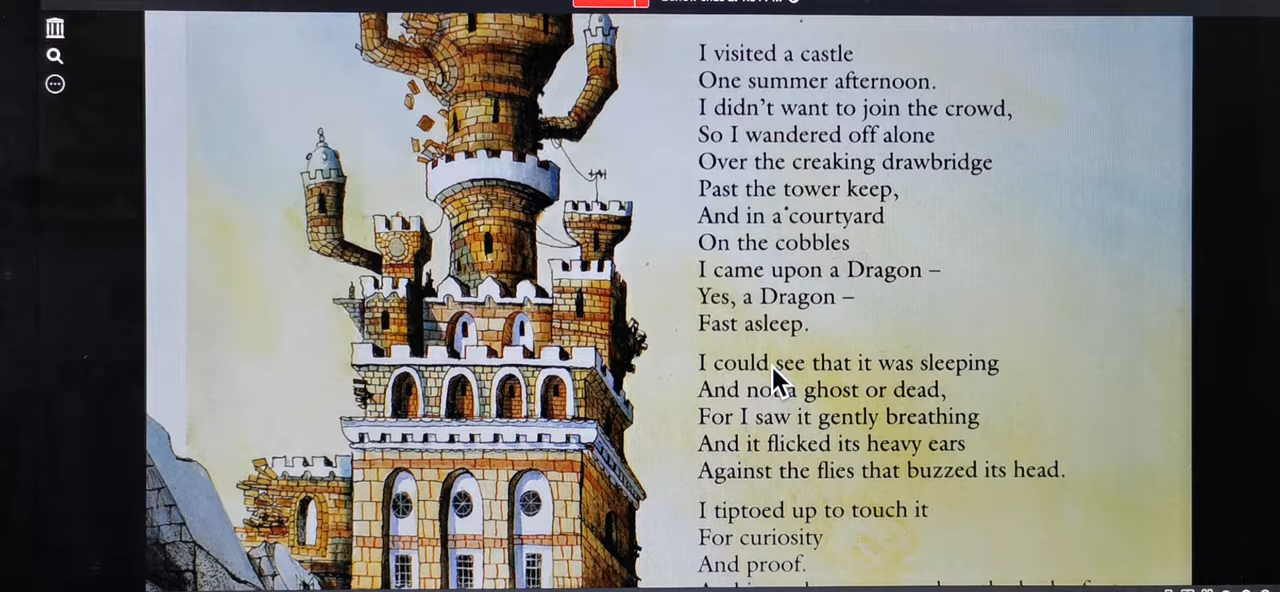 I visited a castle
One summer afternoon.
I didn't want to join the crowd,
So I wandered off alone
Over the creaking drawbridge
Past the tower keep,
And in a courtyard
On the cobbles
I came upon a Dragon –
Yes, a Dragon –
Fast asleep.
I could see that it was sleeping
And not a ghost or dead,
For I saw it gently breathing
And it flicked its heavy ears
Against the flies that buzzed its head.
I tiptoed up to touch it
For curiosity
And proof.